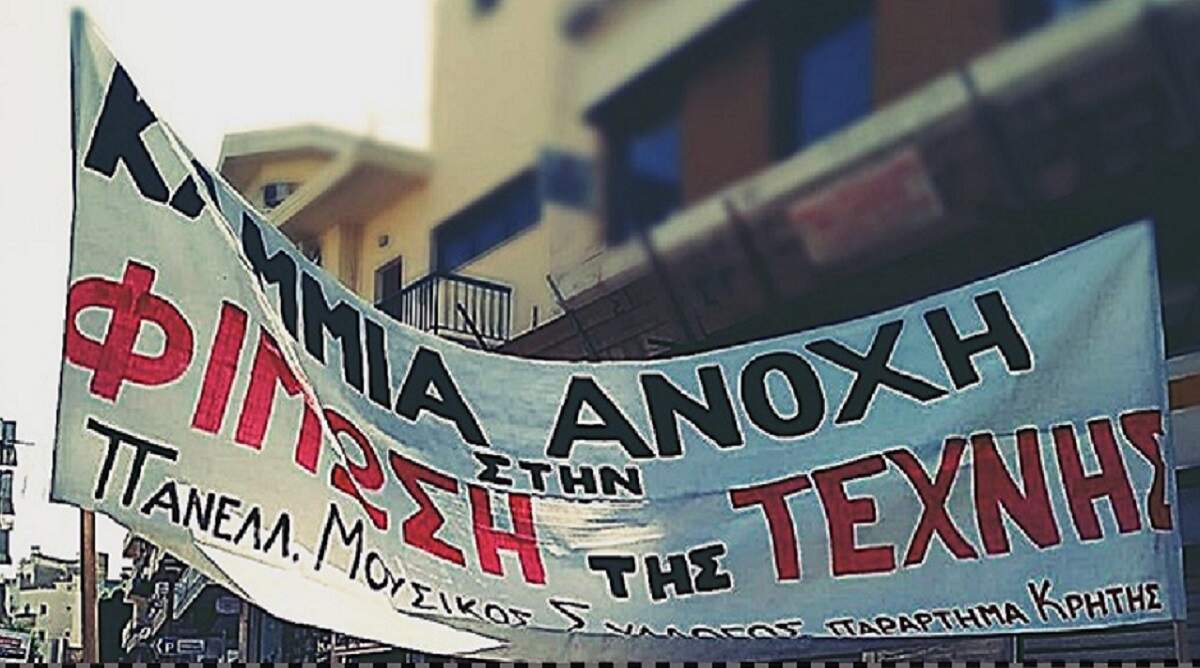 ΚΑΜΜΙΑ ΑΝΟΧΗ
ΣΤΗΝ
ΦΙΜΩΣΗ ΤΗΣ ΤΕΧΝΗΣ
ΠΑΝΕΛΛ. ΜΟΥΣΙΚΟΣ ΣΥΛΛΟΓΟΣ ΠΑΡΑΡΤΗΜΑ ΚΡΗΤΗΣ